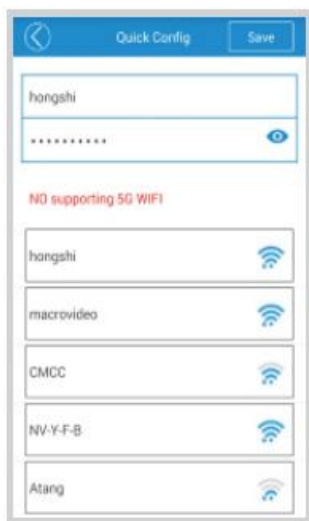 Quick Config Save
hongshi
••••••••••
NO supporting 5G WIFI
hongshi
macrovideo
CMCC
NV-Y-F-B
Atang